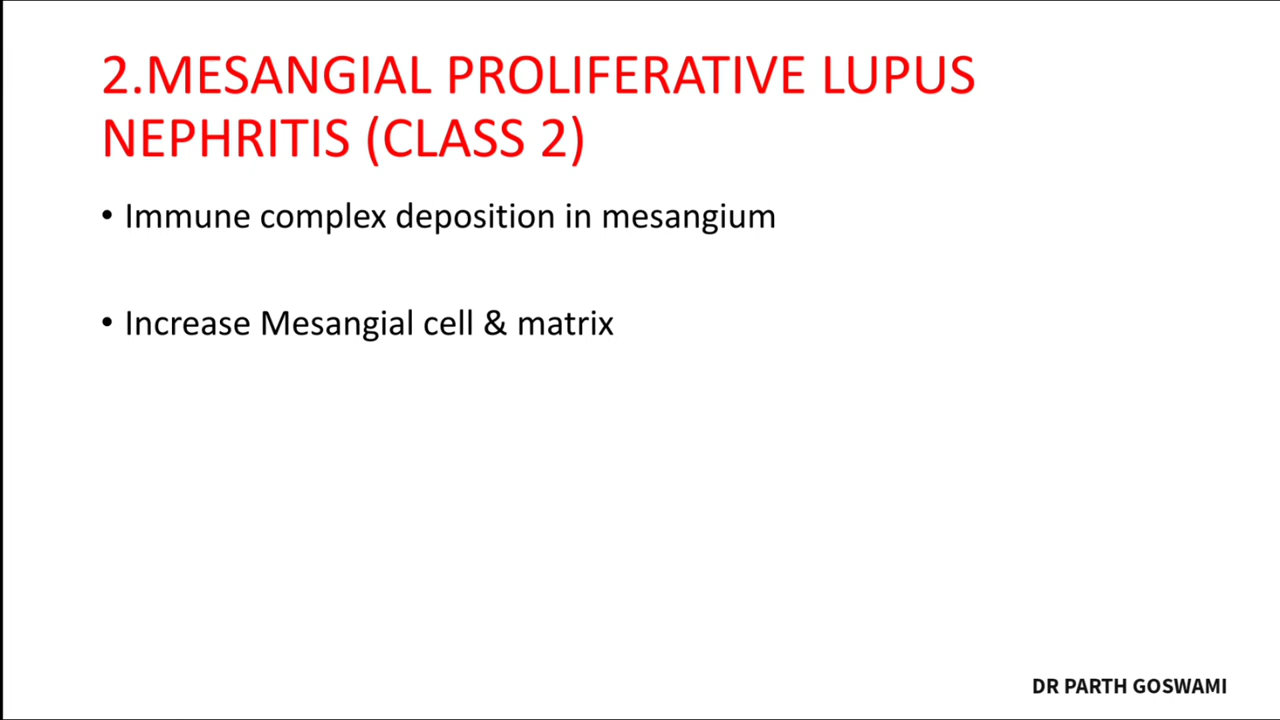 2.MESANGIAL PROLIFERATIVE LUPUS
NEPHRITIS (CLASS 2)
• Immune complex deposition in mesangium
• Increase Mesangial cell & matrix
DR PARTH GOSWAMI